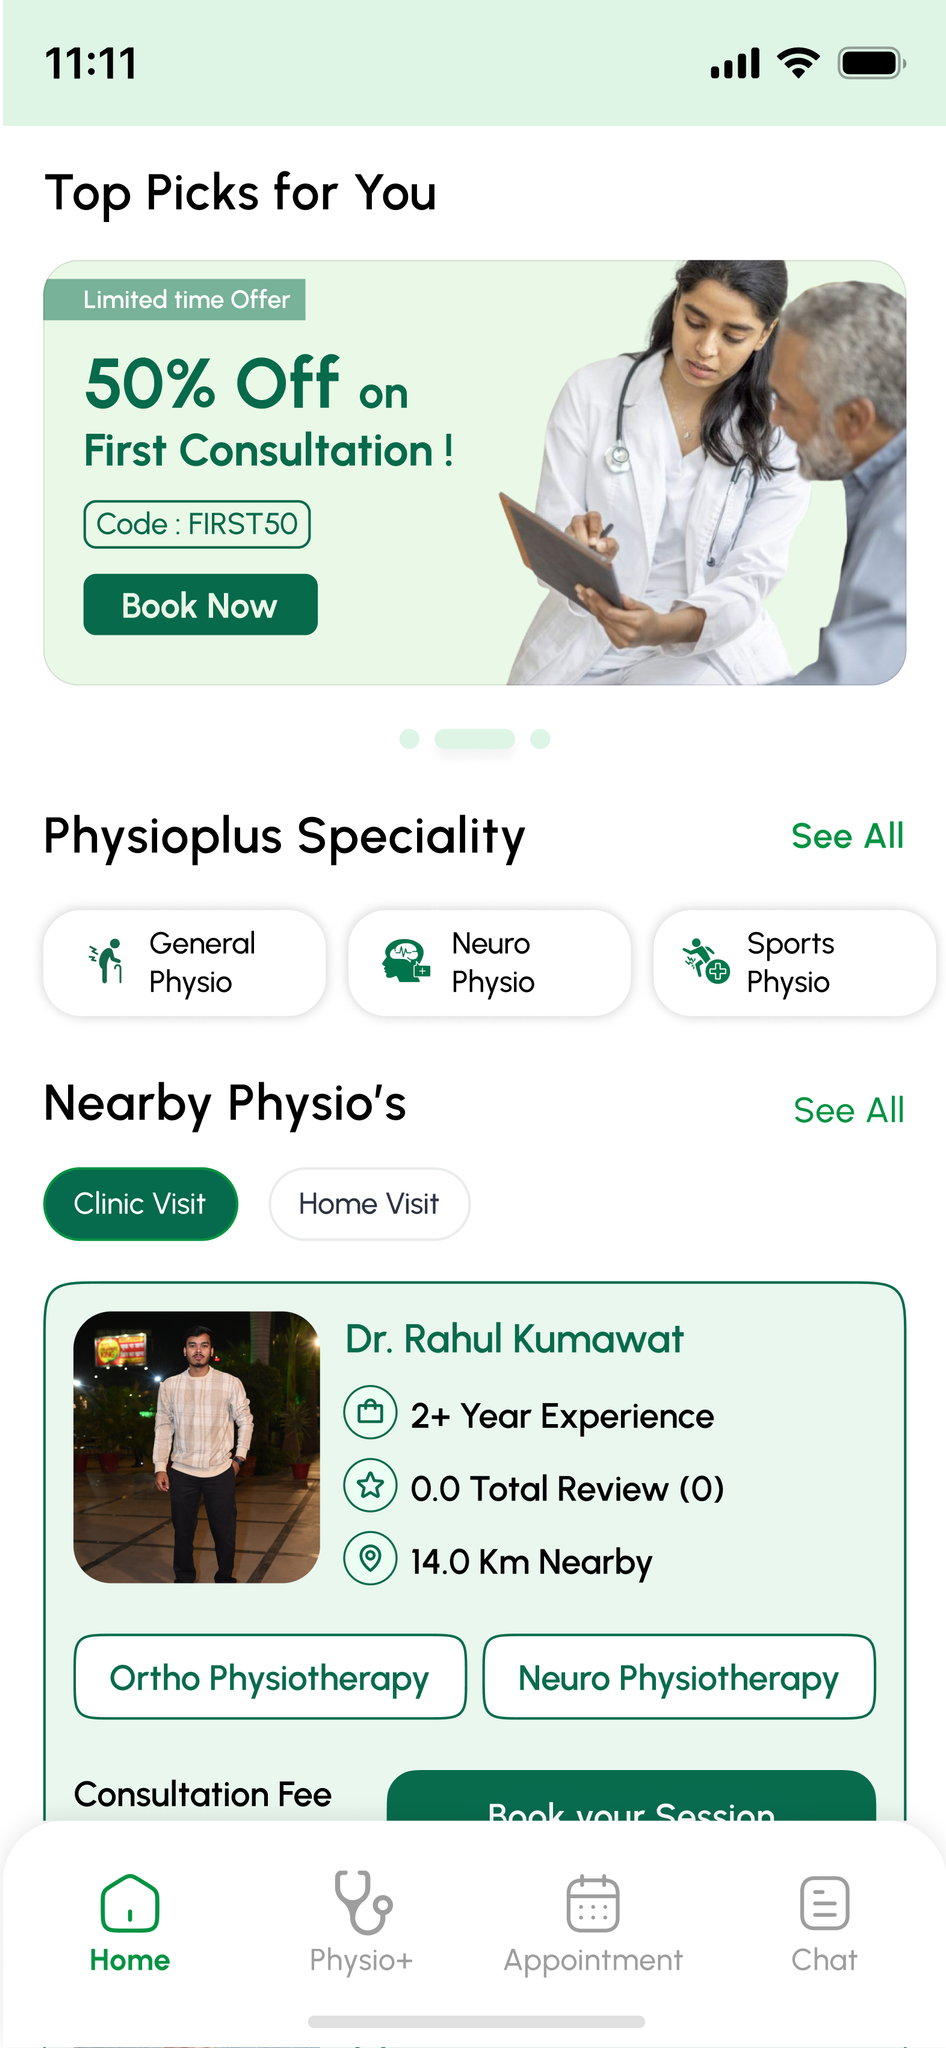 11:11
Top Picks for You
Limited time Offer
50% Off on
First Consultation !
Code : FIRST50
Book Now
Physioplus Speciality
See All
General
Physio
Neuro
Physio
Sports
Physio
Nearby Physio's
See All
Clinic Visit
Home Visit
Dr. Rahul Kumawat
2+ Year Experience
0.0 Total Review (0)
14.0 Km Nearby
Ortho Physiotherapy
Neuro Physiotherapy
Consultation Fee
Book your Session
Home
Physio+
Appointment
Chat